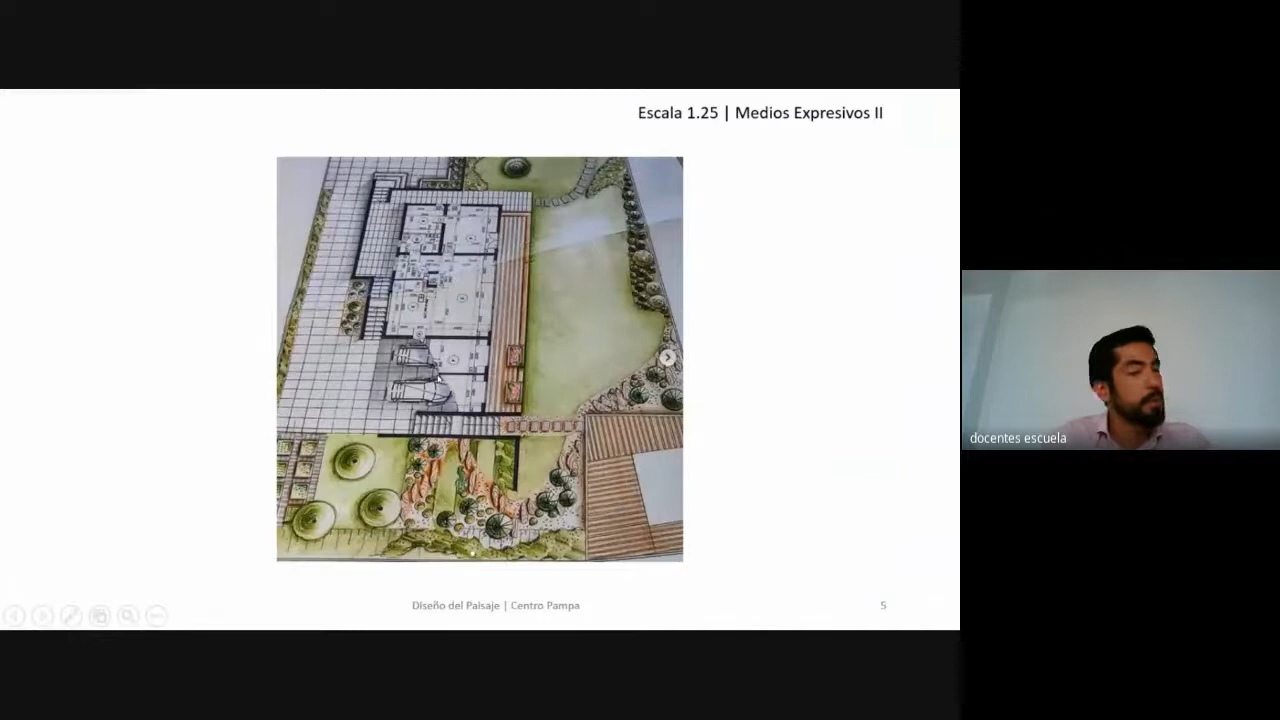 Escala 1.25 | Medios Expresivos II
docentes escuela
Diseño del Paisaje | Centro Pampa
5